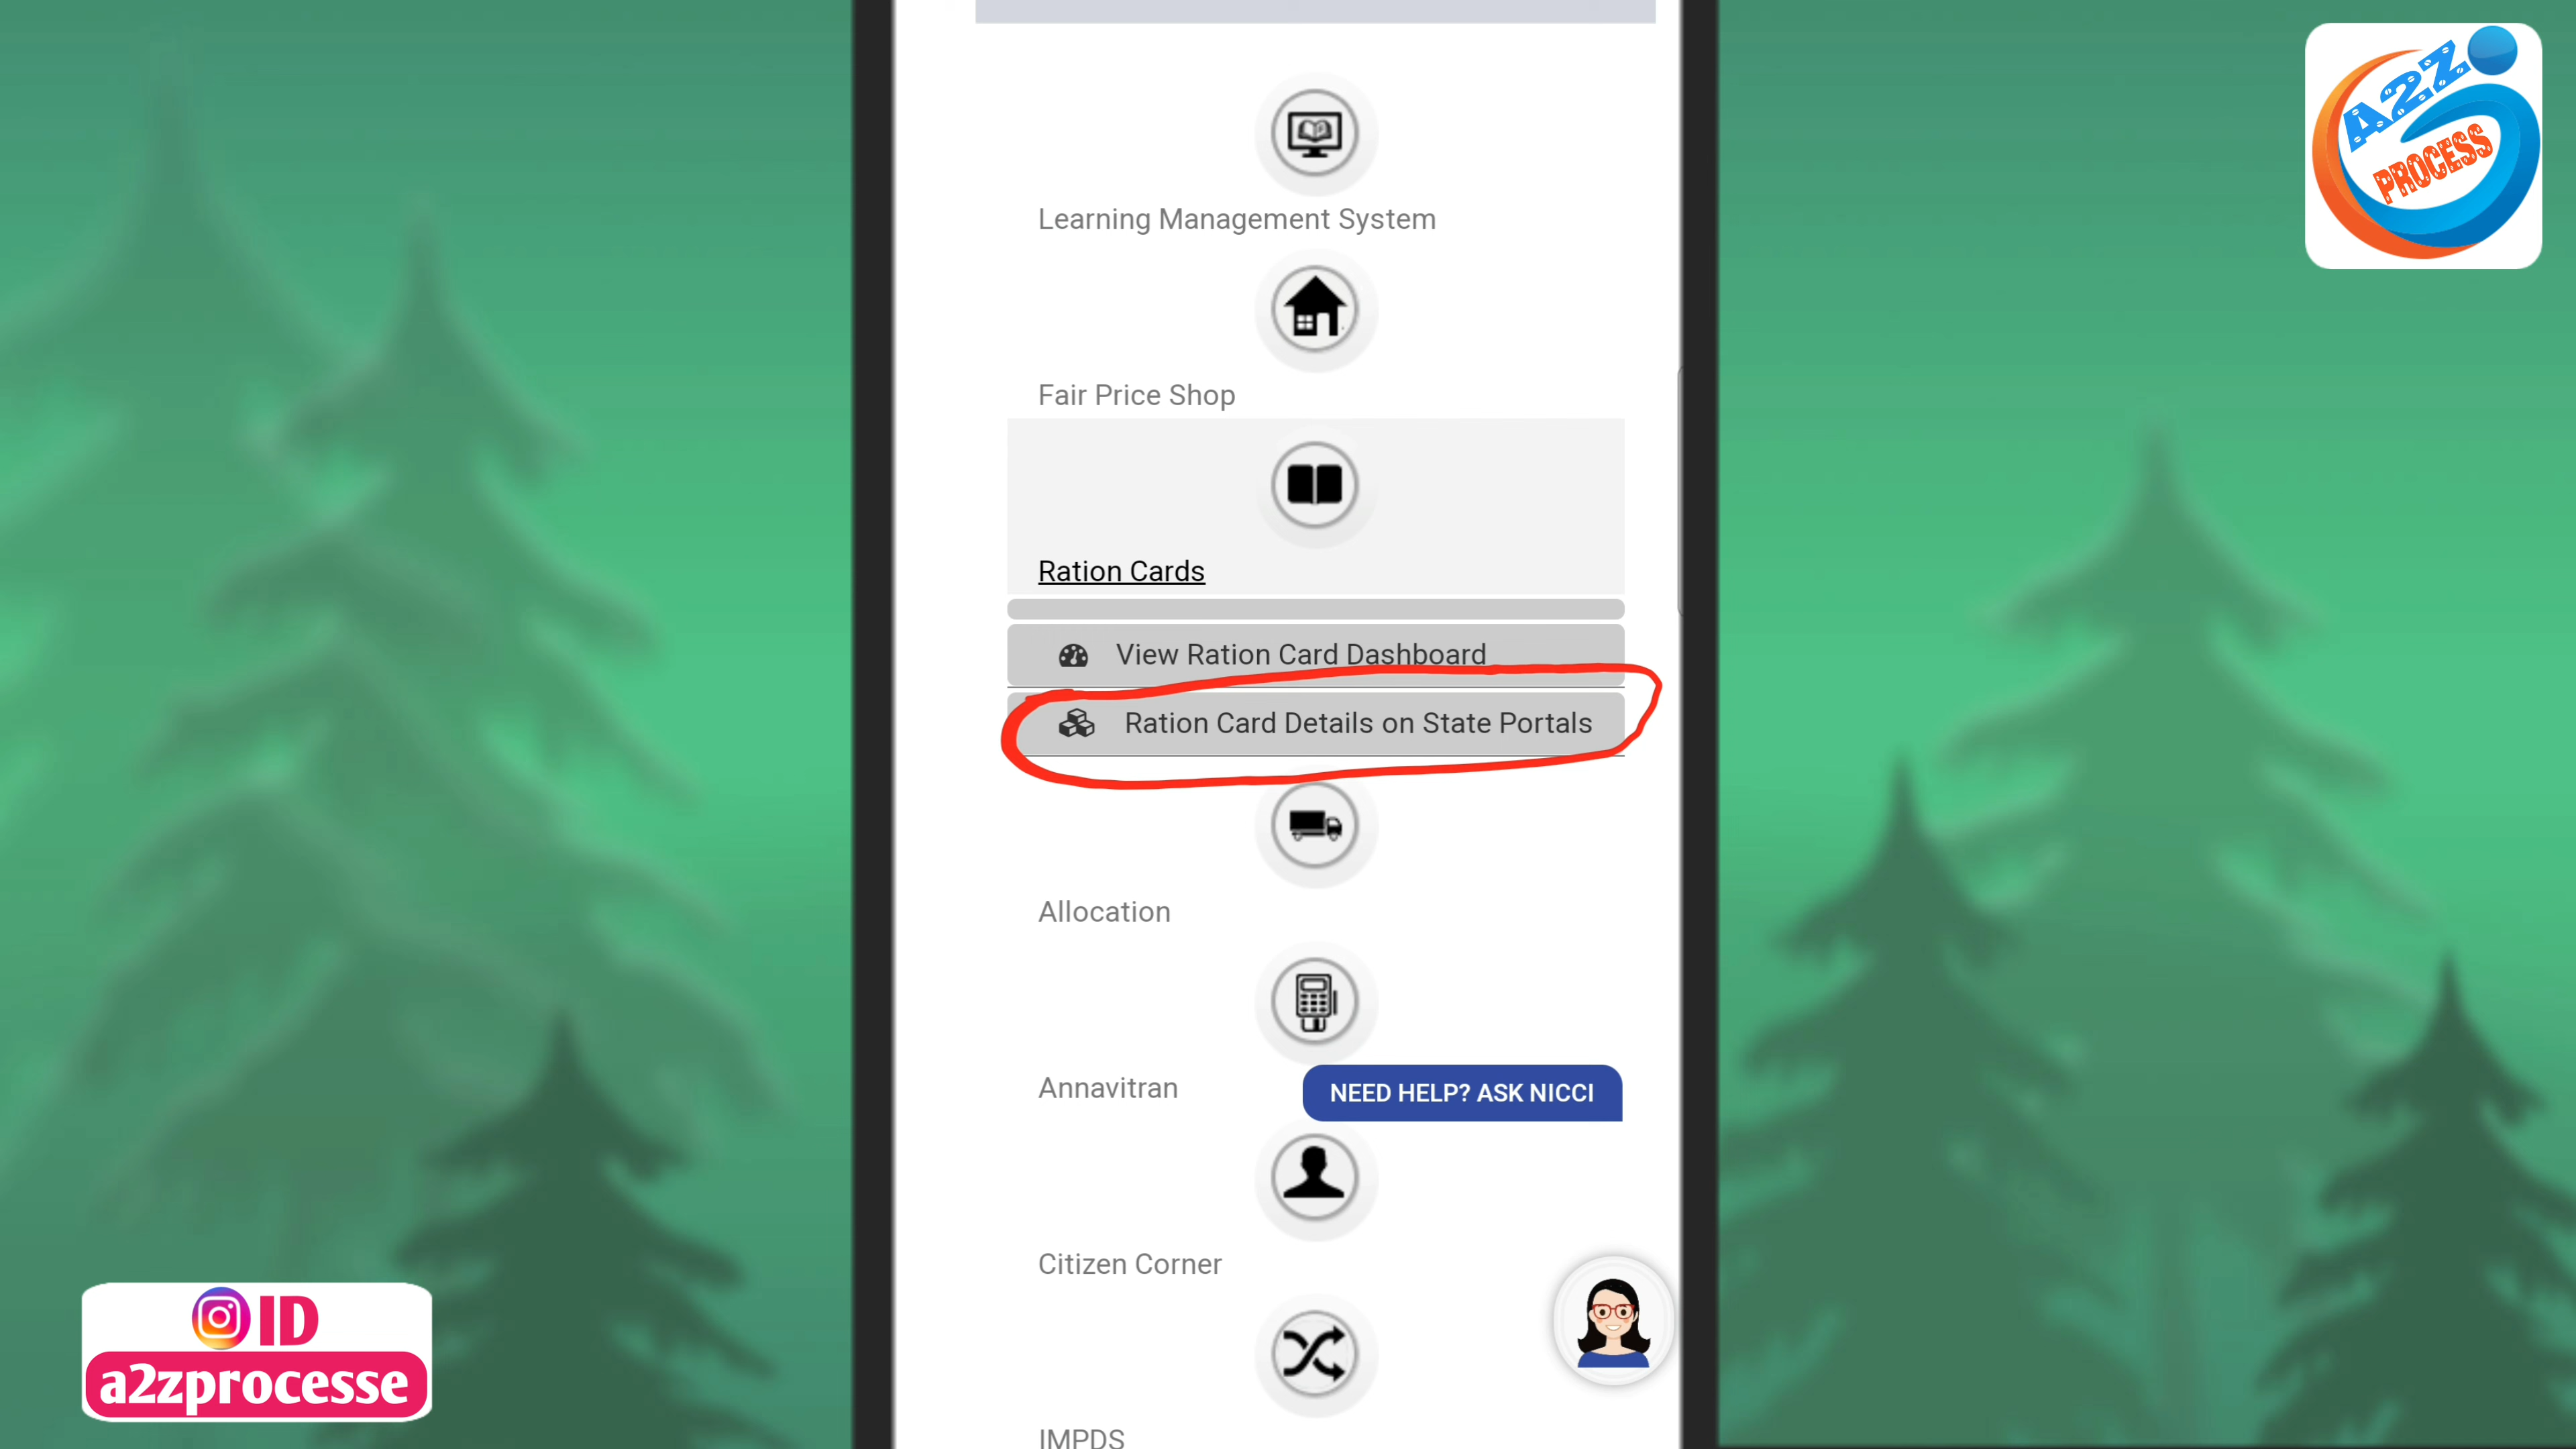 A2Z
PROCESS
Learning Management System
Fair Price Shop
Ration Cards
View Ration Card Dashboard
Ration Card Details on State Portals
Allocation
Annavitran
NEED HELP? ASK NICCI
Citizen Corner
IMPDS
ID
a2zprocesse